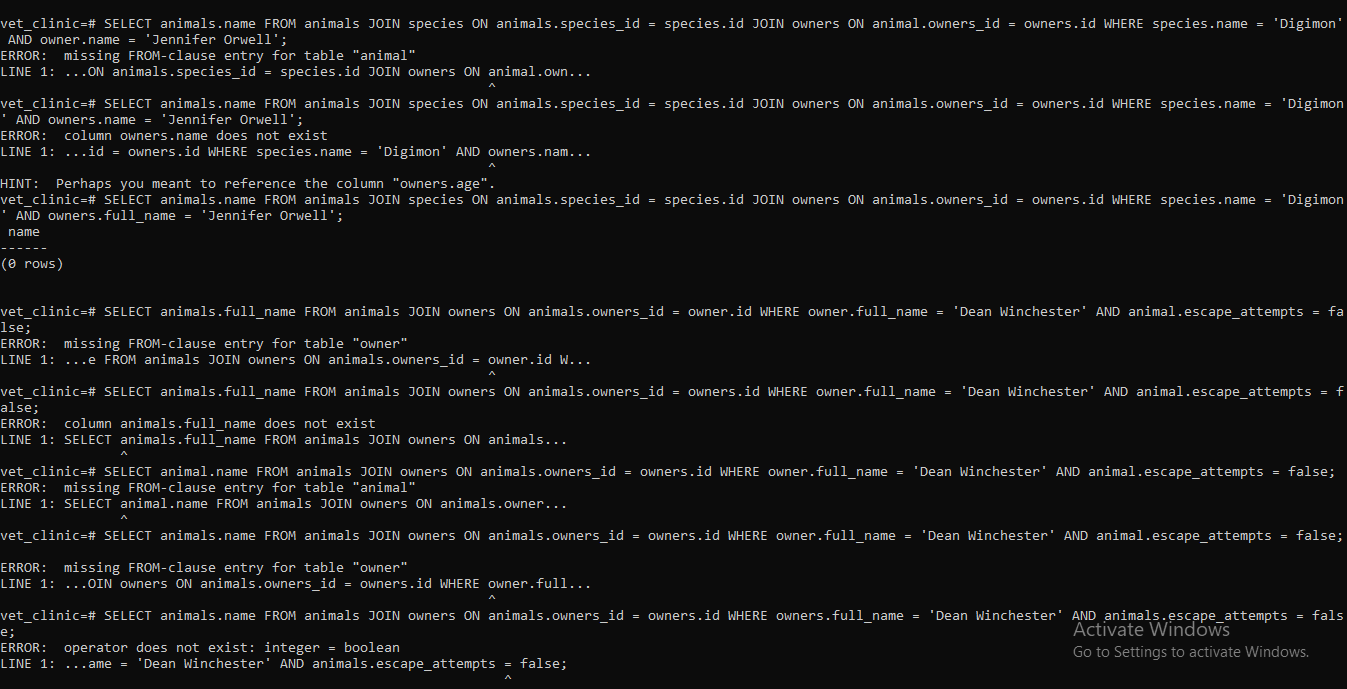 vet_clinic=# SELECT animals.name FROM animals JOIN species ON animals.species_id = species.id JOIN owners ON animal.owners_id = owners.id WHERE species.name = 'Digimon'
 AND owner.name = 'Jennifer Orwell';
ERROR:  missing FROM-clause entry for table "animal"
LINE 1: ...ON animals.species_id = species.id JOIN owners ON animal.own...
                                                             ^
vet_clinic=# SELECT animals.name FROM animals JOIN species ON animals.species_id = species.id JOIN owners ON animals.owners_id = owners.id WHERE species.name = 'Digimon
' AND owners.name = 'Jennifer Orwell';
ERROR:  column owners.name does not exist
LINE 1: ...id = owners.id WHERE species.name = 'Digimon' AND owners.nam...
                                                             ^
HINT:  Perhaps you meant to reference the column "owners.age".
vet_clinic=# SELECT animals.name FROM animals JOIN species ON animals.species_id = species.id JOIN owners ON animals.owners_id = owners.id WHERE species.name = 'Digimon
' AND owners.full_name = 'Jennifer Orwell';
 name
------
(0 rows)
vet_clinic=# SELECT animals.full_name FROM animals JOIN owners ON animals.owners_id = owner.id WHERE owner.full_name = 'Dean Winchester' AND animal.escape_attempts = fa
lse;
ERROR:  missing FROM-clause entry for table "owner"
LINE 1: ...e FROM animals JOIN owners ON animals.owners_id = owner.id W...
                                                             ^
vet_clinic=# SELECT animals.full_name FROM animals JOIN owners ON animals.owners_id = owners.id WHERE owner.full_name = 'Dean Winchester' AND animal.escape_attempts = f
alse;
ERROR:  column animals.full_name does not exist
LINE 1: SELECT animals.full_name FROM animals JOIN owners ON animals...
               ^
vet_clinic=# SELECT animal.name FROM animals JOIN owners ON animals.owners_id = owners.id WHERE owner.full_name = 'Dean Winchester' AND animal.escape_attempts = false;
ERROR:  missing FROM-clause entry for table "animal"
LINE 1: SELECT animal.name FROM animals JOIN owners ON animals.owner...
               ^
vet_clinic=# SELECT animals.name FROM animals JOIN owners ON animals.owners_id = owners.id WHERE owner.full_name = 'Dean Winchester' AND animal.escape_attempts = false;
ERROR:  missing FROM-clause entry for table "owner"
LINE 1: ...OIN owners ON animals.owners_id = owners.id WHERE owner.full...
                                                             ^
vet_clinic=# SELECT animals.name FROM animals JOIN owners ON animals.owners_id = owners.id WHERE owners.full_name = 'Dean Winchester' AND animals.escape_attempts = fals
e;
ERROR:  operator does not exist: integer = boolean
LINE 1: ...ame = 'Dean Winchester' AND animals.escape_attempts = false;
                                                               ^
Activate Windows
Go to Settings to activate Windows.